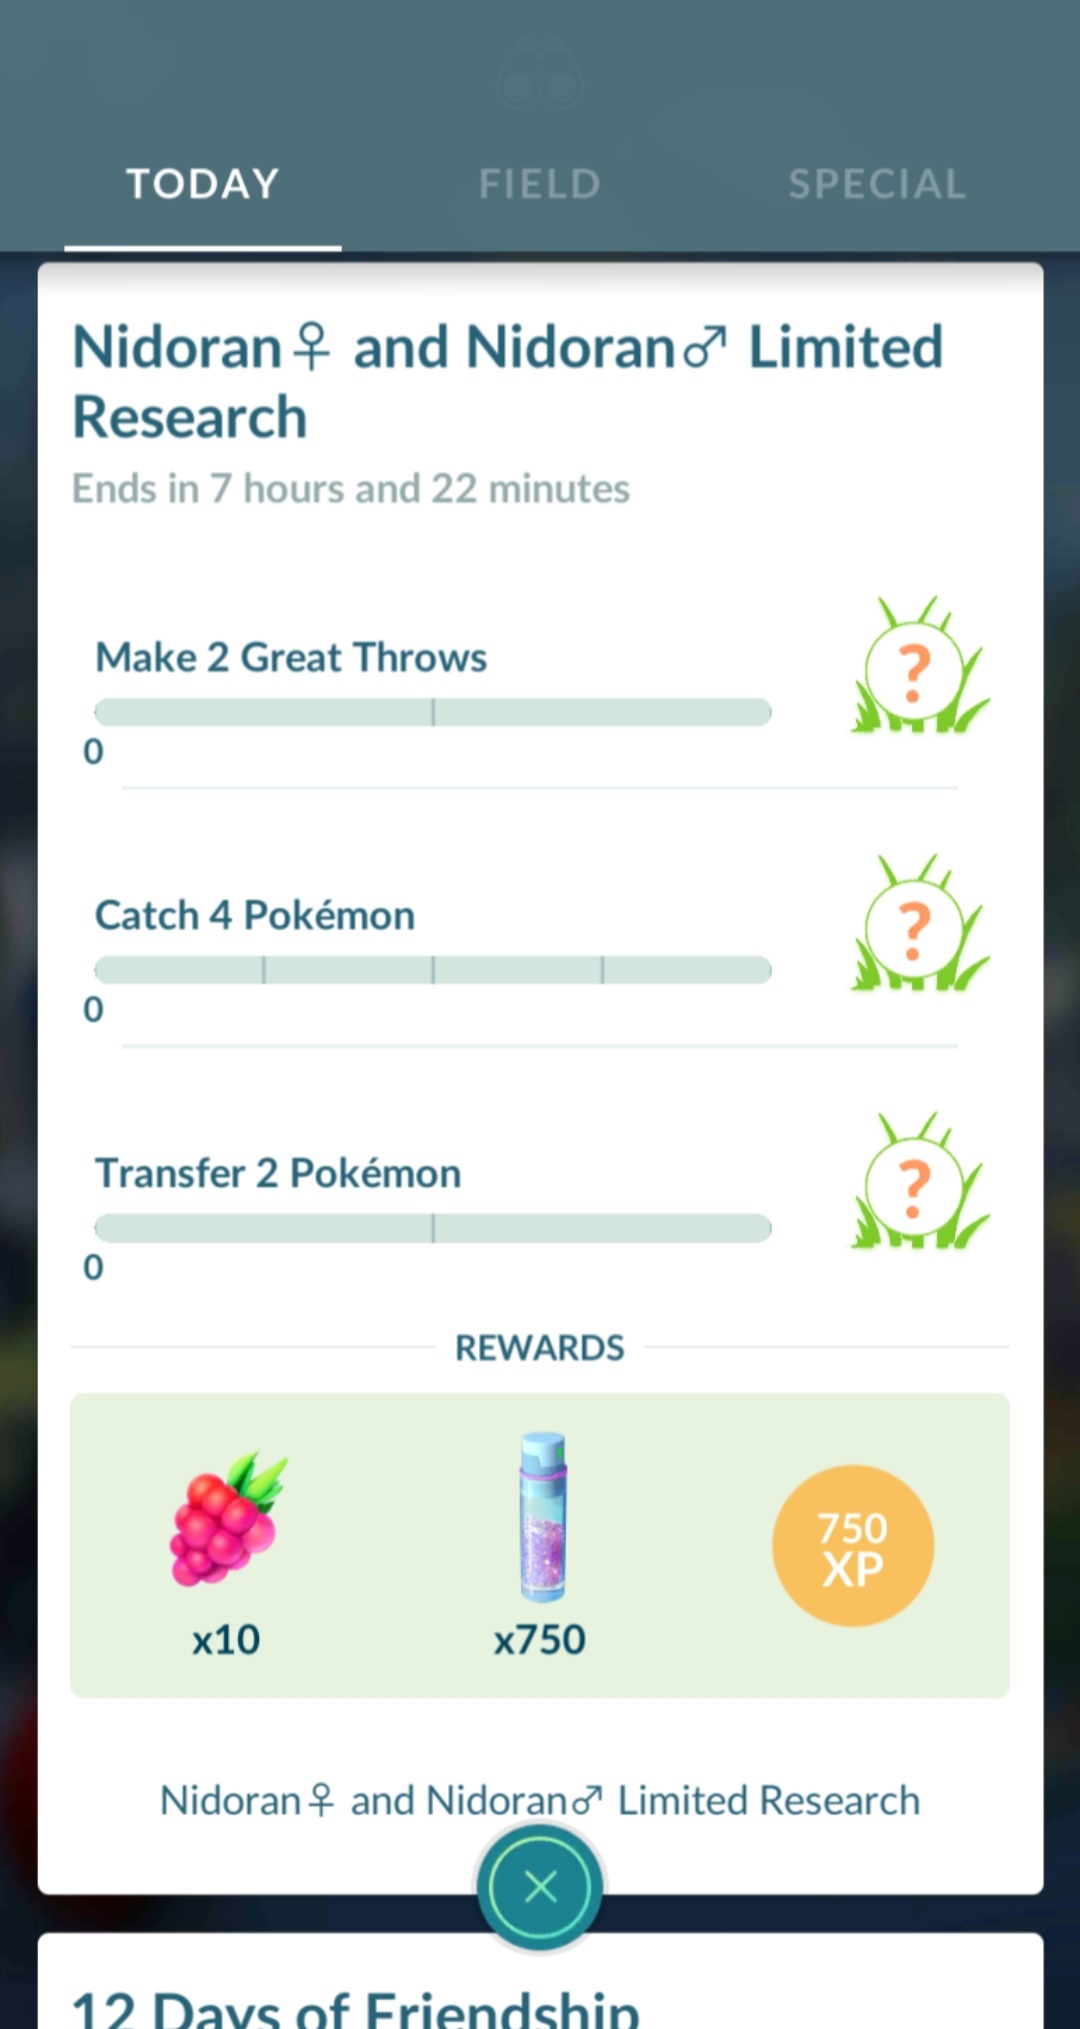 TODAY FIELD SPECIAL
Nidoran♀ and Nidoran♂ Limited
Research
Ends in 7 hours and 22 minutes
Make 2 Great Throws
?
0
Catch 4 Pokémon
?
0
Transfer 2 Pokémon
?
0
REWARDS
750
XP
x10 x750
Nidoran♀ and Nidoran♂ Limited Research
12 Days of Friendship